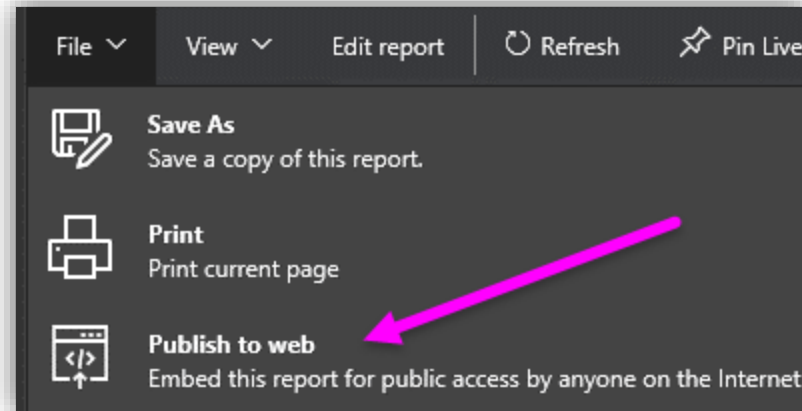 File View Edit report Refresh Pin Live
Save As
Save a copy of this report.
Print
Print current page
Publish to web
Embed this report for public access by anyone on the Internet